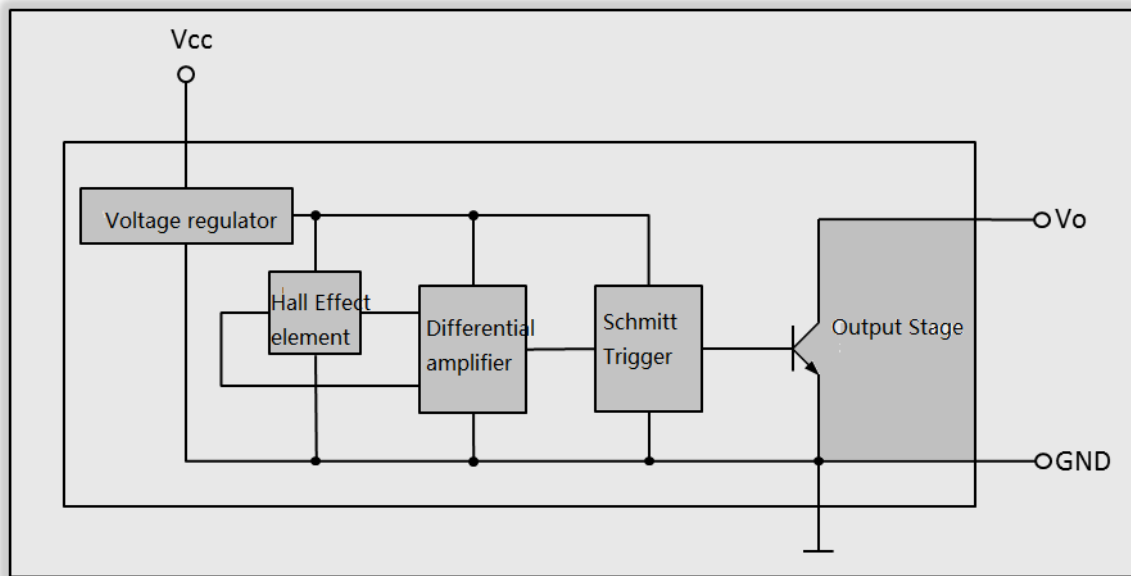 Vcc
Voltage regulator
Vo
Hall Effect
element
Differential
amplifier
Schmitt
Trigger
Output Stage
GND